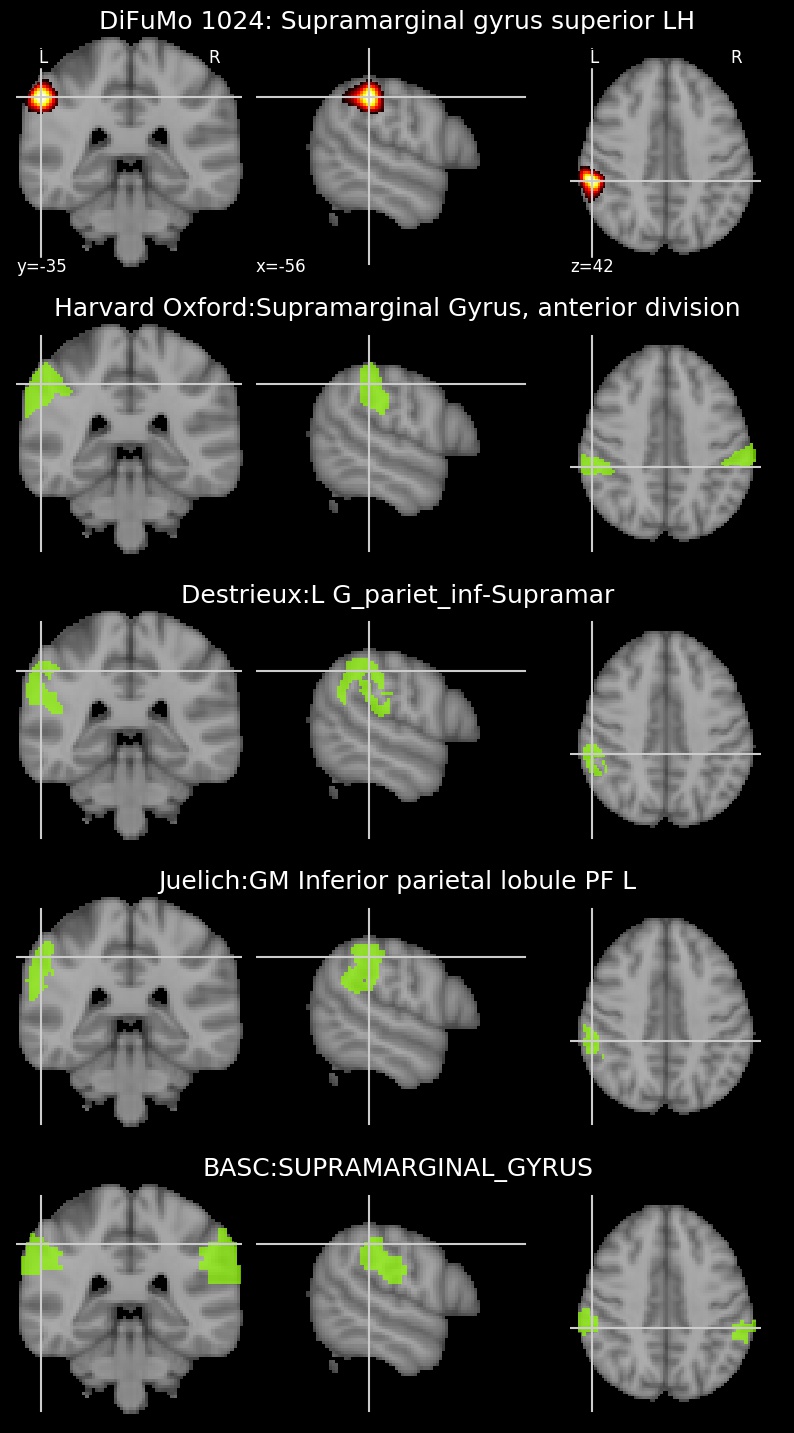 DiFuMo 1024: Supramarginal gyrus superior LH
L R L R
y=-35 x=-56 z=42
Harvard Oxford:Supramarginal Gyrus, anterior division
Destrieux:L G_pariet_inf-Supramar
Juelich:GM Inferior parietal lobule PF L
BASC:SUPRAMARGINAL_GYRUS